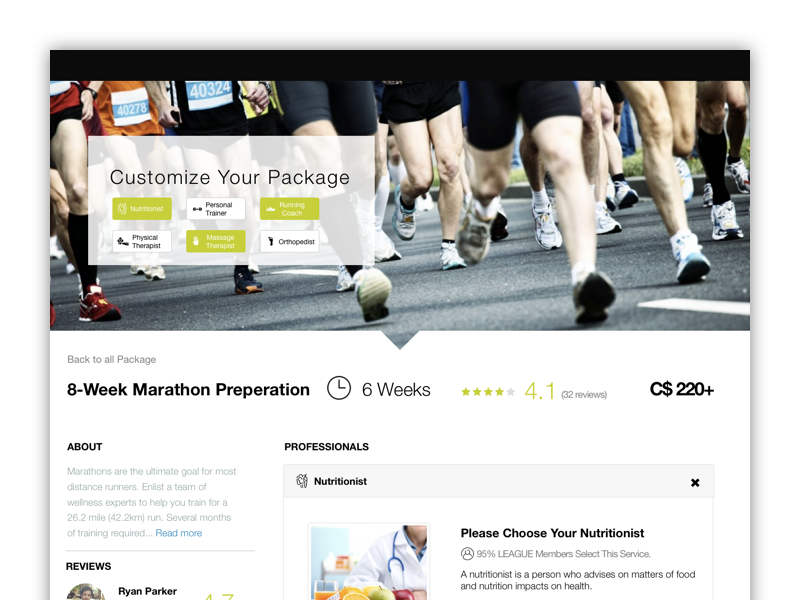 40324
40278
Customize Your Package
Nutritionist
Personal
Trainer
Running
Coach
Physical
Therapist
Massage
Therapist
Orthopedist
Back to all Package
8-Week Marathon Preperation
6 Weeks
4.1 (32 reviews)
C$ 220+
ABOUT
Marathons are the ultimate goal for most
distance runners. Enlist a team of
wellness experts to help you train for a
26.2 mile (42.2km) run. Several months
of training required... Read more
REVIEWS
Ryan Parker
4.7
PROFESSIONALS
Nutritionist
Please Choose Your Nutritionist
95% LEAGUE Members Select This Service.
A nutritionist is a person who advises on matters of food
and nutrition impacts on health.